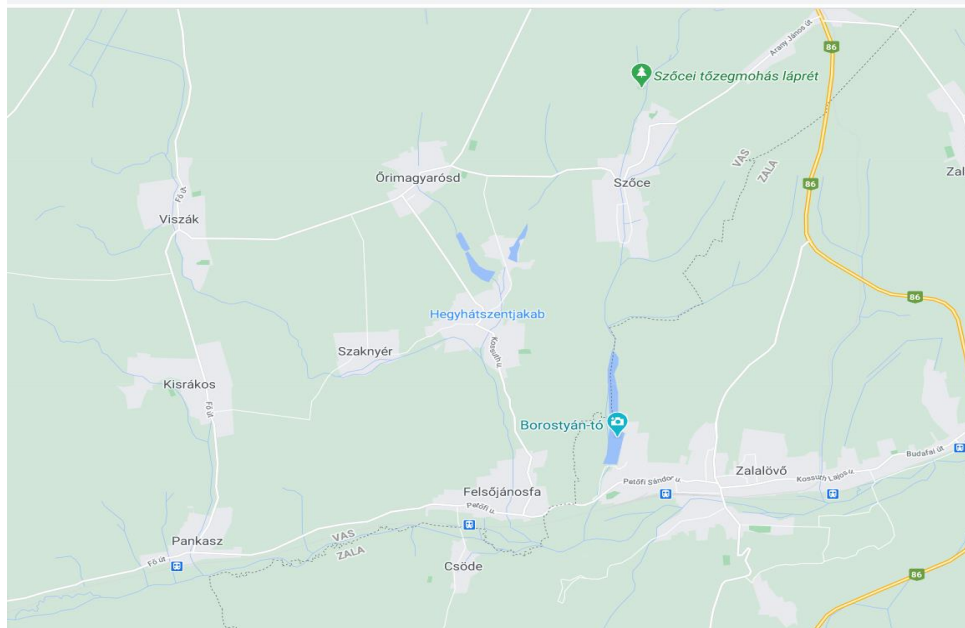 Arany János út.
86
Szőcei tőzegmohás láprét
VAS
ZALA
Őrimagyarósd
Szőce
86
Zal
Fő út
Viszák
86
Hegyhátszentjakab
Szaknyér
Kossuth u.
Kisrákos
Fő út
Borostyán-tó
Budafai út.
Zalalövő
Felsőjánosfa
Petőfi Sándor u.
Kossuth Lajos u.
Petőfi u.
Pankasz
VAS
ZALA
Fő út
Csöde
86